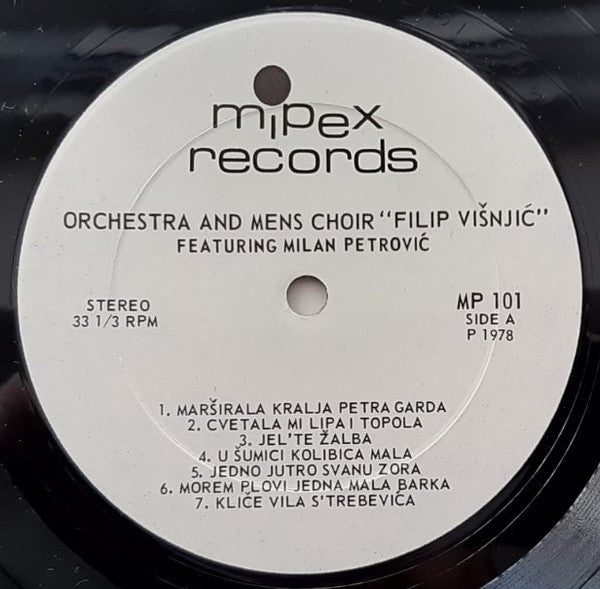 mipex
records
ORCHESTRA AND MENS CHOIR "FILIP VIŠNJIĆ"
FEATURING MILAN PETROVIĆ
STEREO
33 1/3 RPM
MP 101
SIDE A
P 1978
1. MARŠIRALA KRALJA PETRA GARDA
2. CVETALA MI LIPA I TOPOLA
3. JEL'TE ŽALBA
4. U ŠUMICI KOLIBICA MALA
5. JEDNO JUTRO SVANU ZORA
6. MOREM PLOVI JEDNA MALA BARKA
7. KLIČE VILA S'TREBEVIĆA